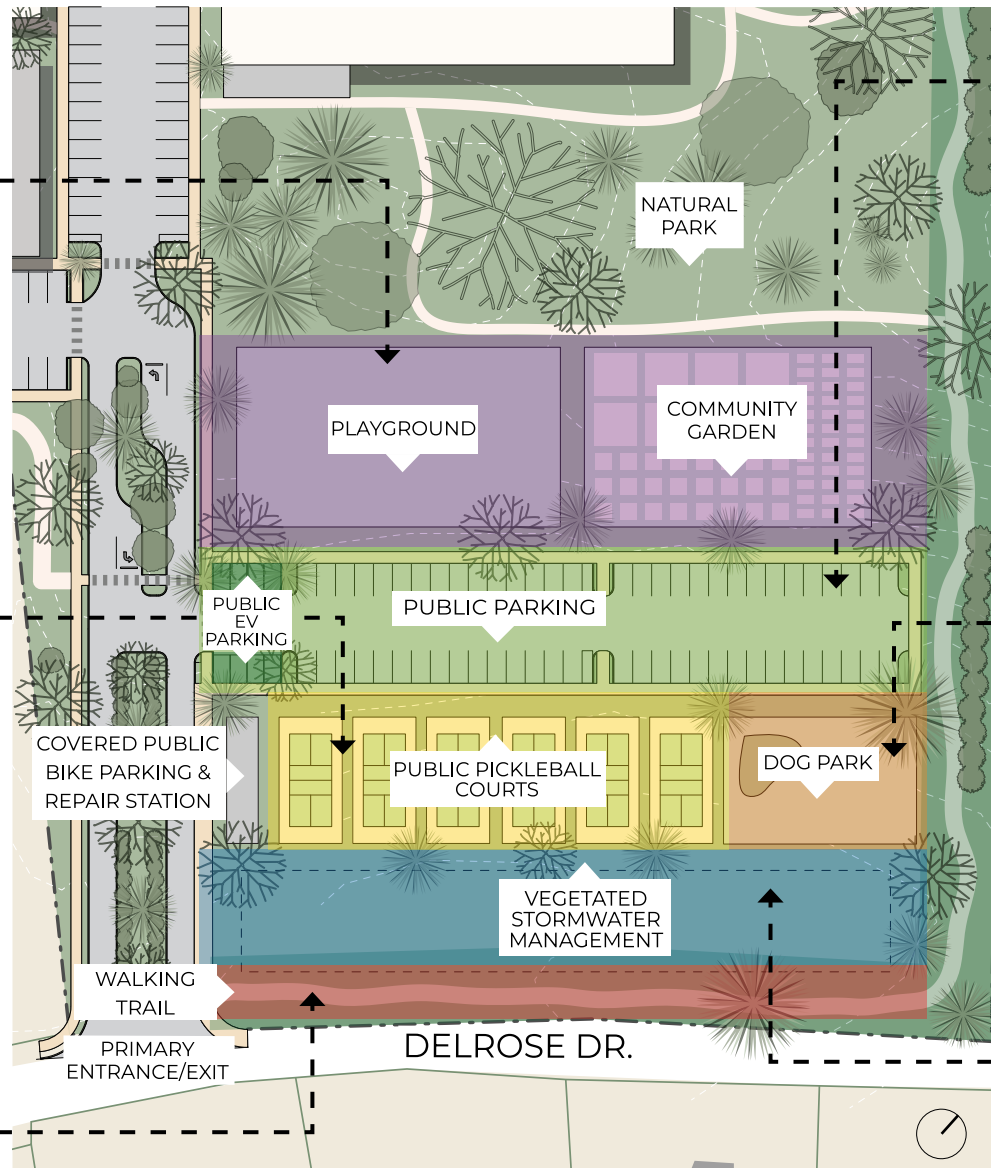 NATURAL
PARK
PLAYGROUND
COMMUNITY
GARDEN
PUBLIC
EV
PARKING
PUBLIC PARKING
COVERED PUBLIC
BIKE PARKING &
REPAIR STATION
PUBLIC PICKLEBALL
COURTS
DOG PARK
VEGETATED
STORMWATER
MANAGEMENT
WALKING
TRAIL
PRIMARY
ENTRANCE/EXIT
DELROSE DR.